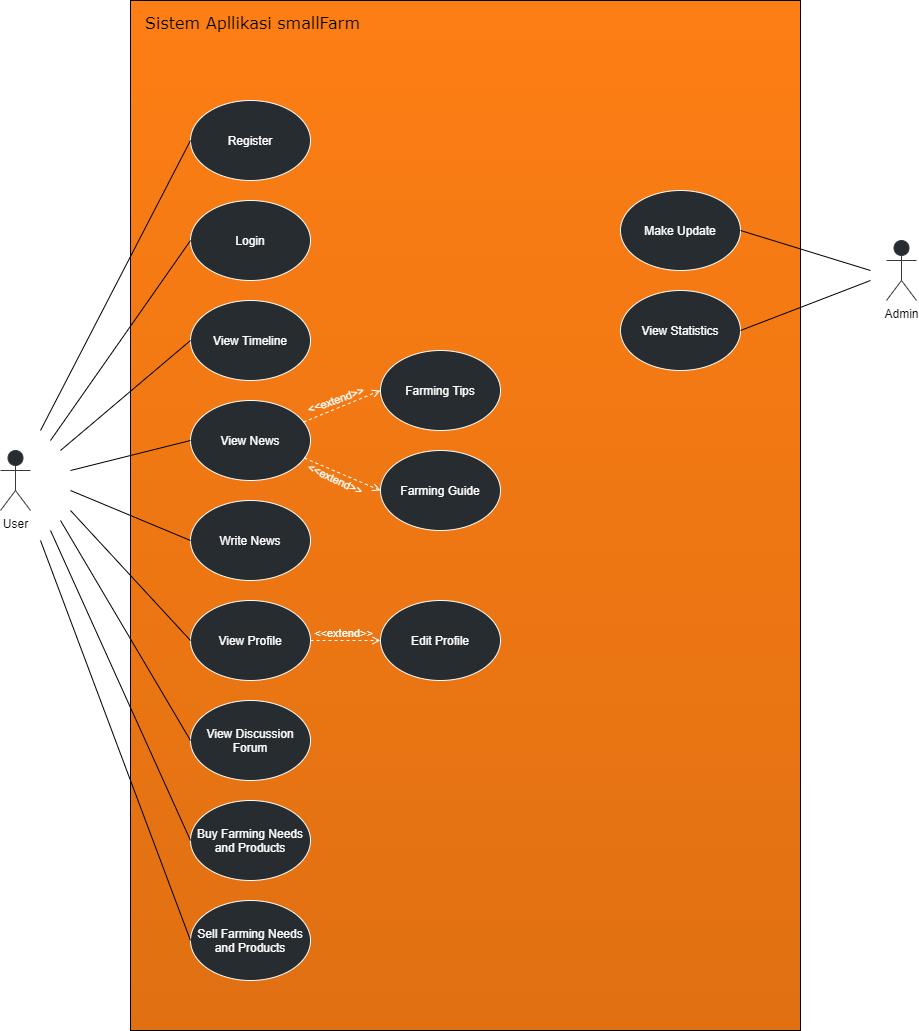 Sistem Apllikasi smallFarm
Register
Login
View Timeline
View News
<<extend>>
Farming Tips
<<extend>>
Farming Guide
Write News
View Profile
<<extend>>
Edit Profile
View Discussion
Forum
Buy Farming Needs
and Products
Sell Farming Needs
and Products
User
Make Update
View Statistics
Admin